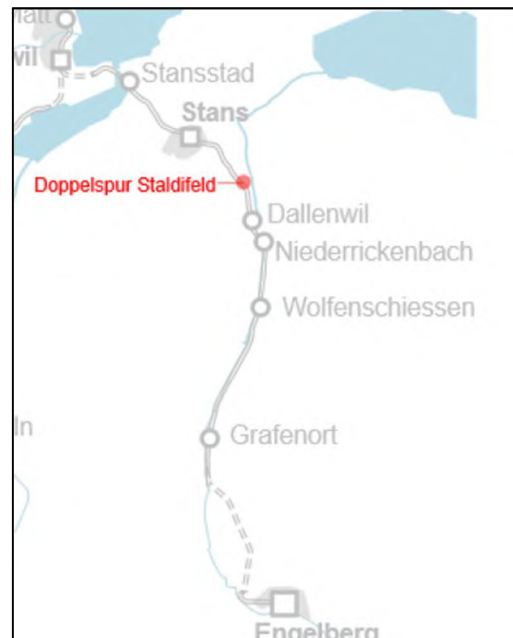 Stansstad
Stans
Doppelspur Staldifeld
Dallenwil
Niederrickenbach
Wolfenschiessen
Grafenort
Engelberg